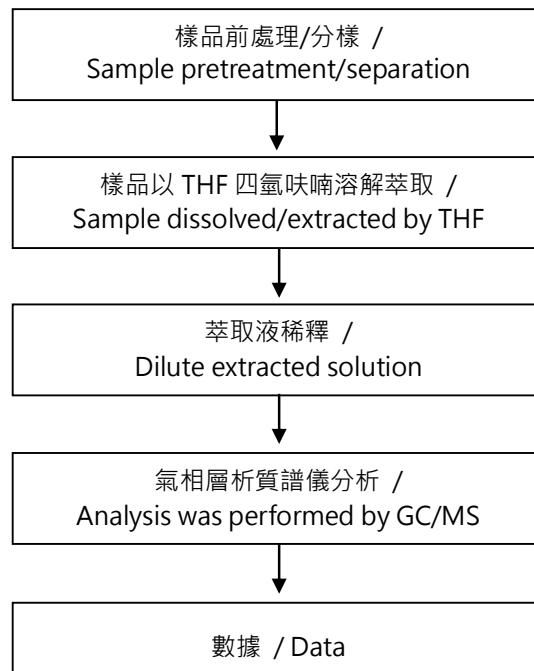 樣品前處理/分樣 /
Sample pretreatment/separation
樣品以 THF 四氫呋喃溶解萃取 /
Sample dissolved/extracted by THF
萃取液稀釋 /
Dilute extracted solution
氣相層析質譜儀分析 /
Analysis was performed by GC/MS
數據 / Data